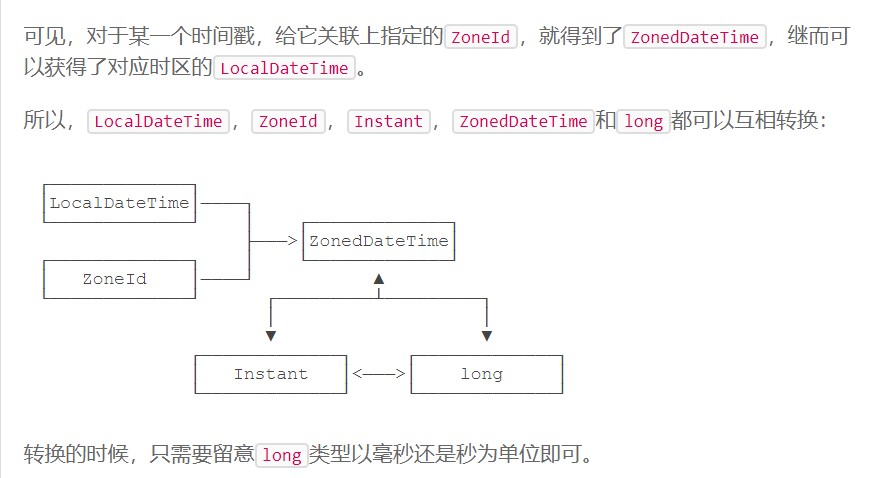 可见，对于某一个时间戳，给它关联上指定的ZoneId，就得到了ZonedDateTime，继而可
以获得了对应时区的LocalDateTime。
所以，LocalDateTime，ZoneId，Instant，ZonedDateTime和long都可以互相转换：
LocalDateTime
ZonedDateTime
ZoneId
Instant
long
转换的时候，只需要留意long类型以毫秒还是秒为单位即可。